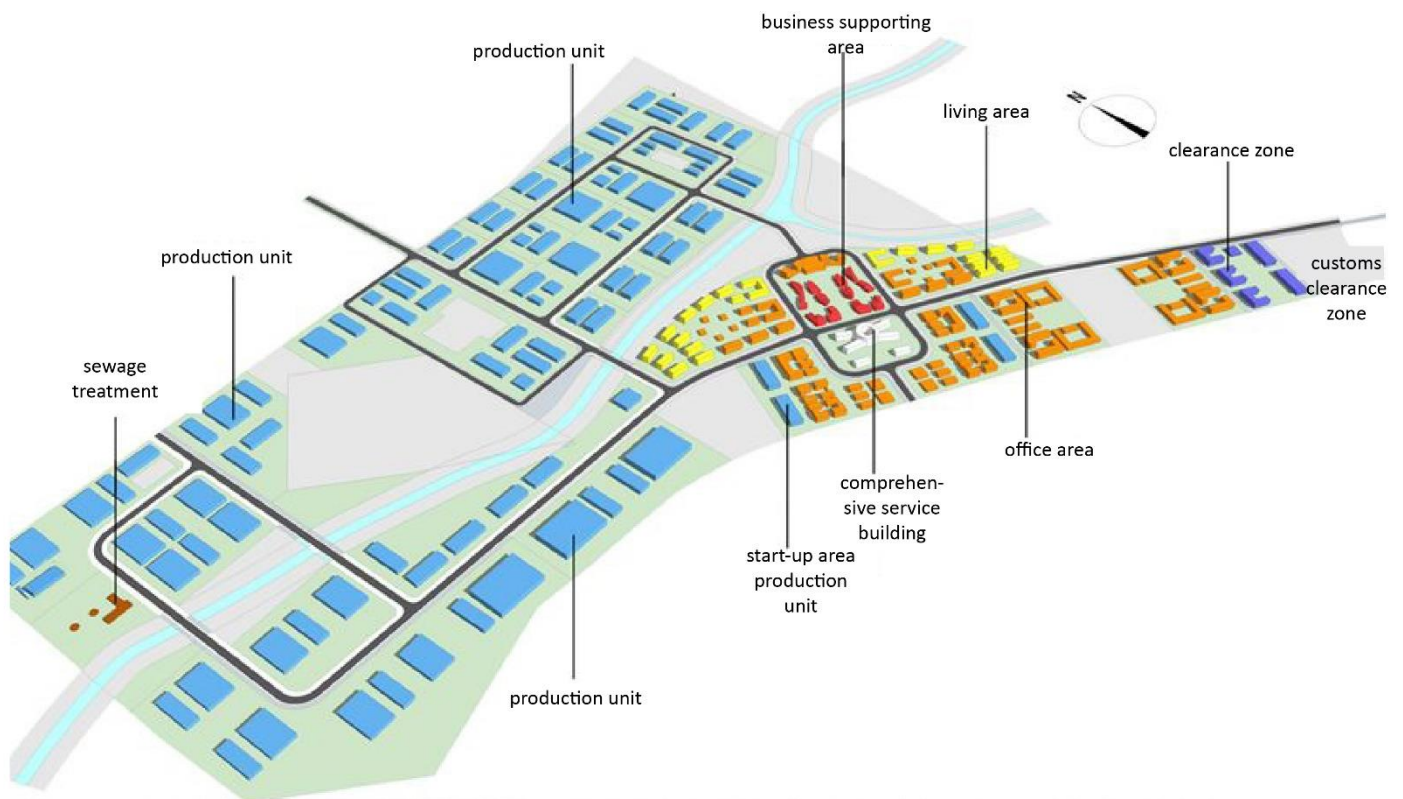 business supporting
area
production unit
living area
N
clearance zone
production unit
customs
clearance
zone
sewage
treatment
office area
comprehen-
sive service
building
start-up area
production
unit
production unit